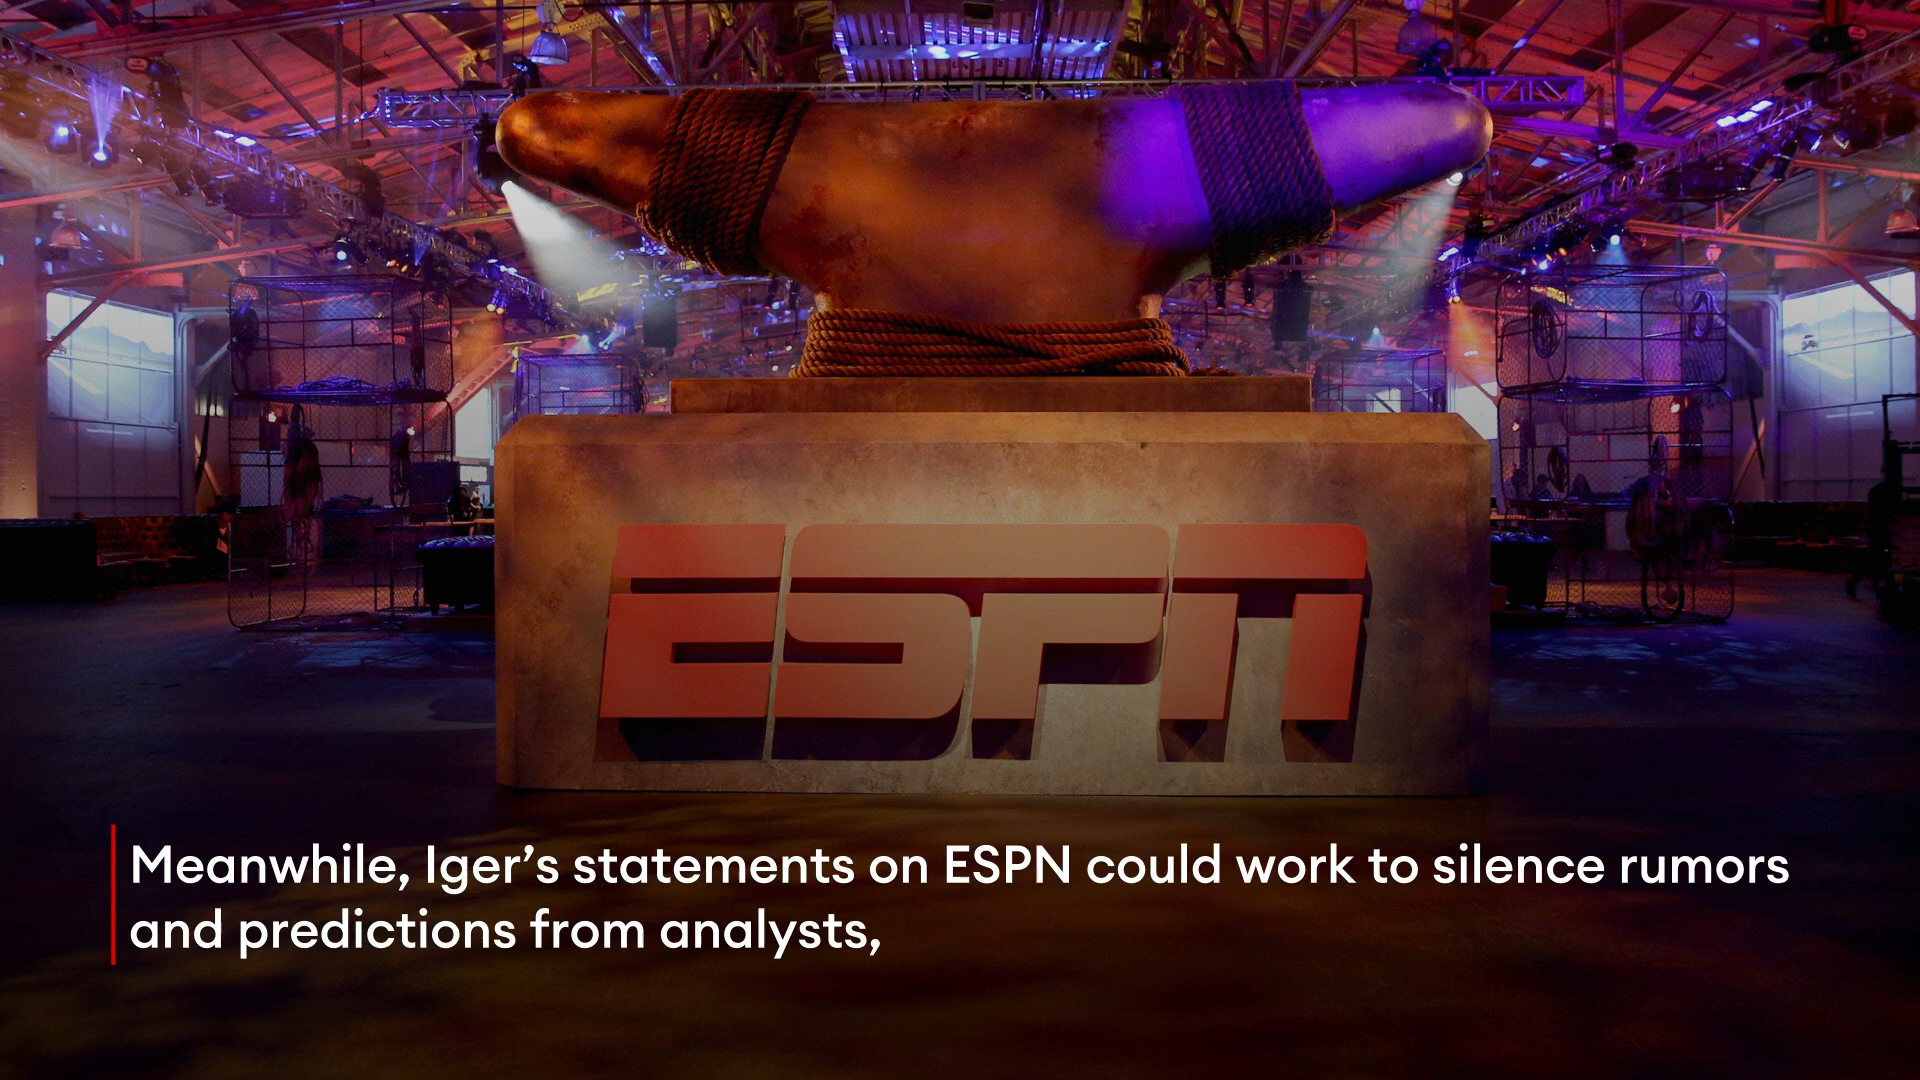 ESPN
Meanwhile, Iger’s statements on ESPN could work to silence rumors
and predictions from analysts,